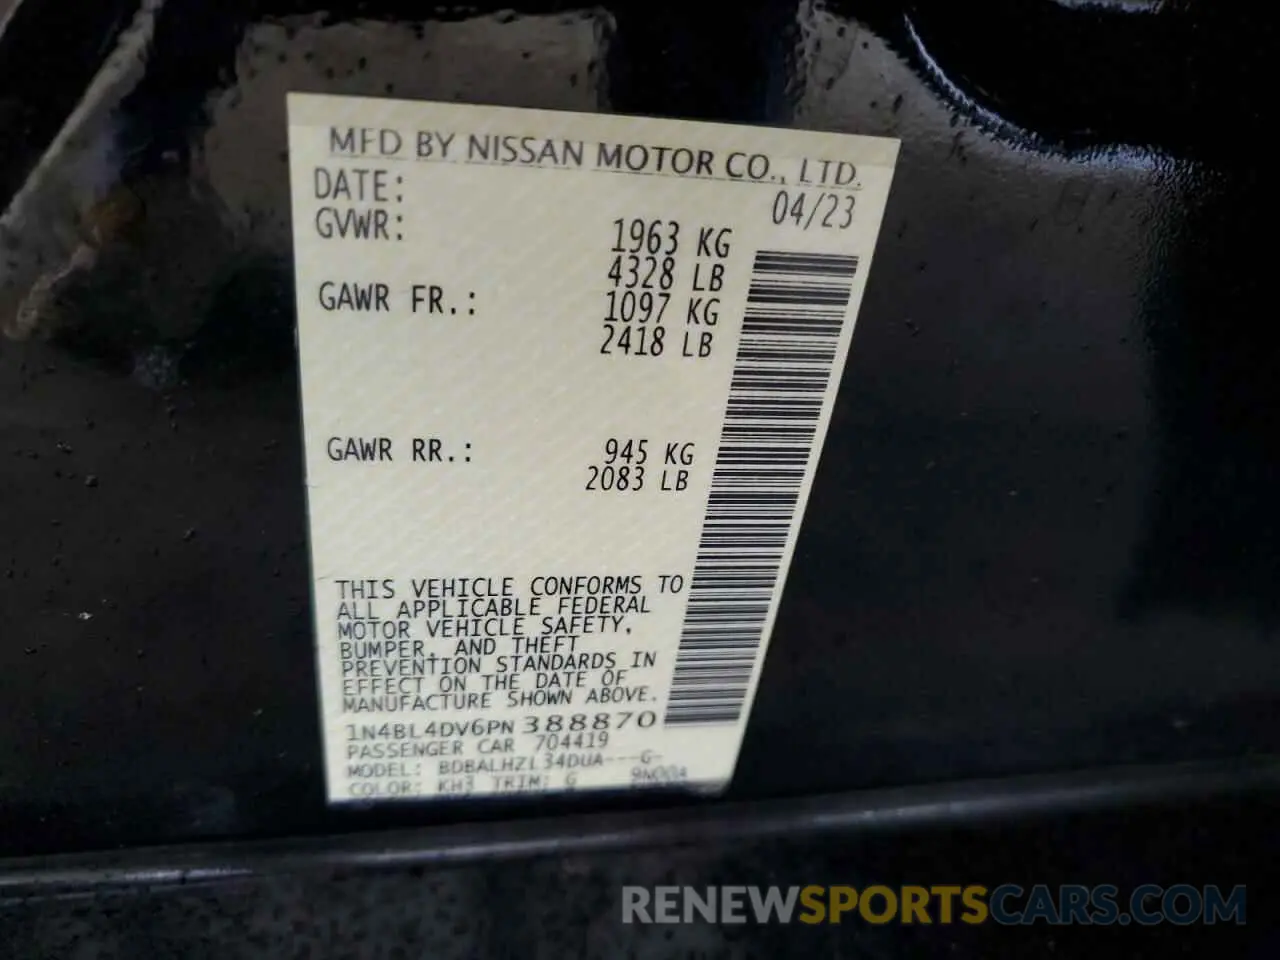 MFD BY NISSAN MOTOR CO., LTD.
DATE: 04/23
GVWR: 1963 KG
4328 LB
GAWR FR.: 1097 KG
2418 LB
GAWR RR.: 945 KG
2083 LB
THIS VEHICLE CONFORMS TO
ALL APPLICABLE FEDERAL
MOTOR VEHICLE SAFETY,
BUMPER, AND THEFT
PREVENTION STANDARDS IN
EFFECT ON THE DATE OF
MANUFACTURE SHOWN ABOVE.
1N4BL4DV6PN388870
PASSENGER CAR 704419
MODEL: BDBALHZL34DUA---G-
COLOR: KH3 TRIM: G
RENEWSPORTSCARS.COM